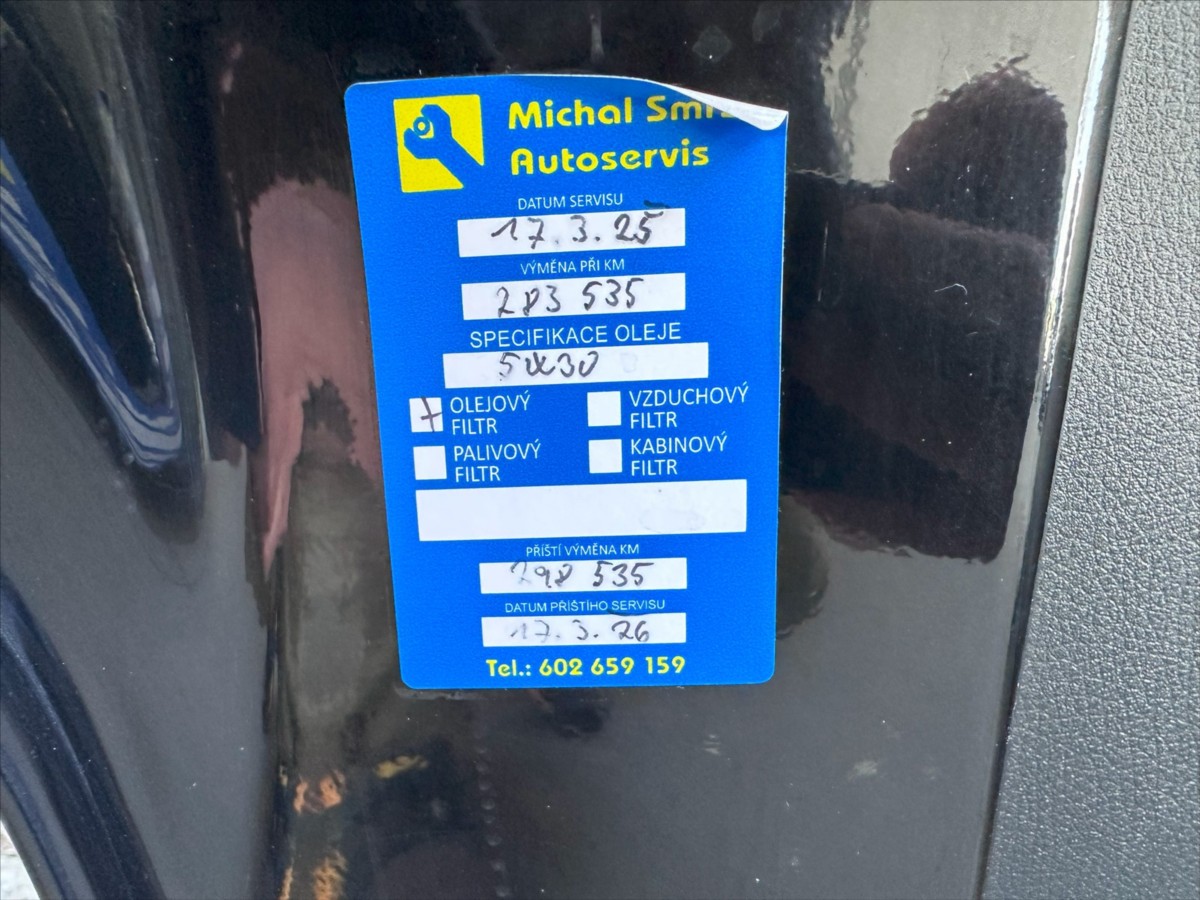 Michal
Autoservis
DATUM SERVISU
17.3.25
VÝMĚNA PŘI KM
283 535
SPECIFIKACE OLEJE
5W30
OLEJOVÝ FILTR
VZDUCHOVÝ FILTR
PALIVOVÝ FILTR
KABINOVÝ FILTR
PŘÍŠTÍ VÝMĚNA KM
298 535
DATUM PŘÍŠTÍHO SERVISU
17.3.26
Tel.: 602 659 159